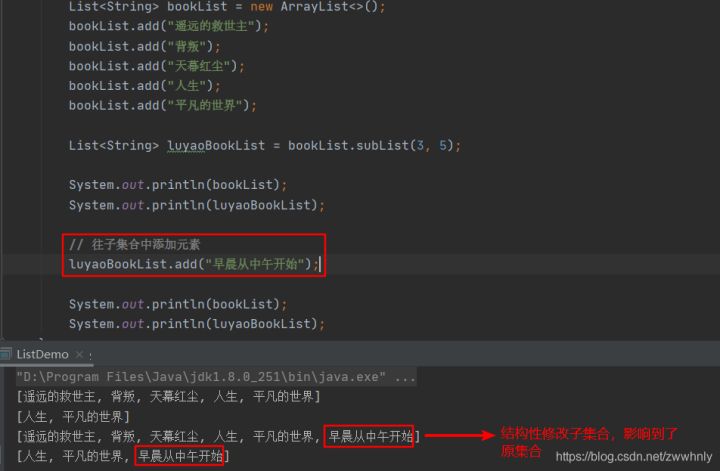 List<String> bookList = new ArrayList<>();
bookList.add("遥远的救世主");
bookList.add("背叛");
bookList.add("天幕红尘");
bookList.add("人生");
bookList.add("平凡的世界");
List<String> luyaoBookList = bookList.subList(3, 5);
System.out.println(bookList);
System.out.println(luyaoBookList);
// 往子集合中添加元素
luyaoBookList.add("早晨从中午开始");
System.out.println(bookList);
System.out.println(luyaoBookList);
}
ListDemo ×
"D:\Program Files\Java\jdk1.8.0_251\bin\java.exe" ...
[遥远的救世主, 背叛, 天幕红尘, 人生, 平凡的世界]
[人生, 平凡的世界]
[遥远的救世主, 背叛, 天幕红尘, 人生, 平凡的世界, 早晨从中午开始]
[人生, 平凡的世界, 早晨从中午开始]
结构性修改子集合，影响到了
原集合
https://blog.csdn.net/zwwhnly